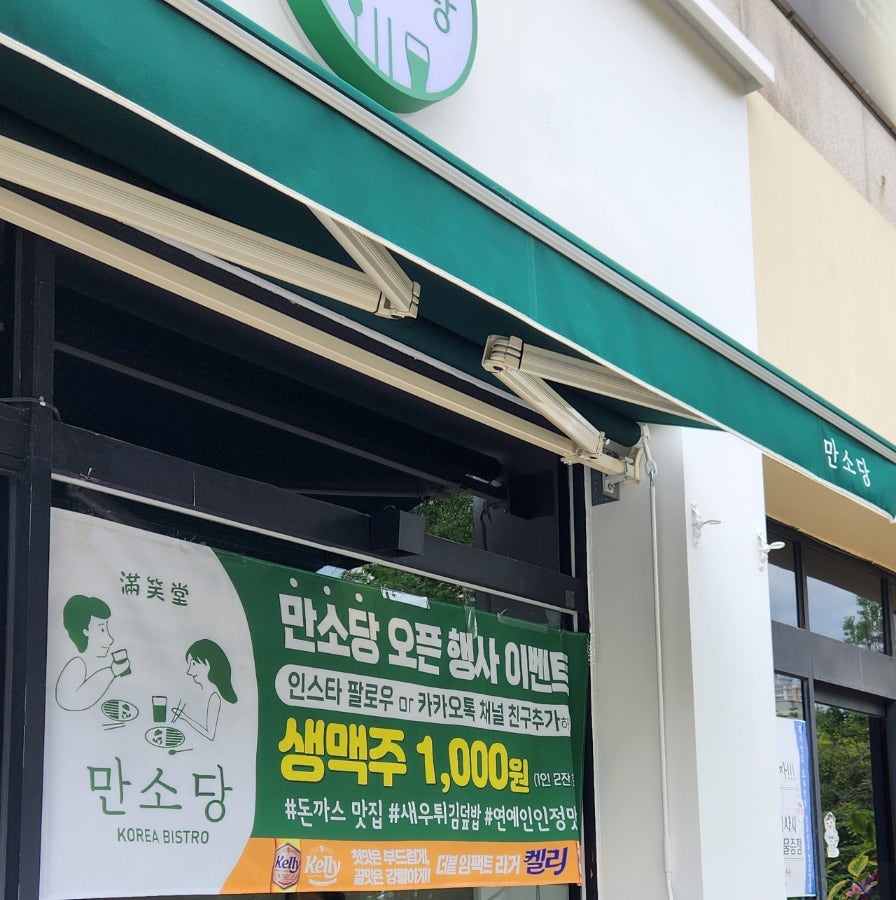 당
만소당
滿笑堂
만소당
KOREA BISTRO
만소당 오픈 행사 이벤트
인스타 팔로우 or 카카오톡 채널 친구추가하
생맥주 1,000원 (1인 2잔
#돈까스 맛집 #새우튀김덮밥 #연예인인정맛
Kelly Kelly 첫맛은 부드럽게, 더블 임팩트 라거 켈리
끝맛은 강렬하게!